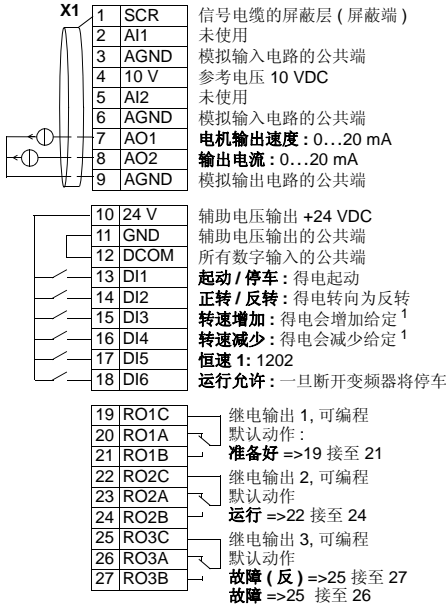 X1
1 SCR 信号电缆的屏蔽层 ( 屏蔽端 )
2 AI1 未使用
3 AGND 模拟输入电路的公共端
4 10 V 参考电压 10 VDC
5 AI2 未使用
6 AGND 模拟输入电路的公共端
7 AO1 电机输出速度 : 0…20 mA
8 AO2 输出电流 : 0…20 mA
9 AGND 模拟输出电路的公共端
10 24 V 辅助电压输出 +24 VDC
11 GND 辅助电压输出的公共端
12 DCOM 所有数字输入的公共端
13 DI1 起动 / 停车 : 得电起动
14 DI2 正转 / 反转 : 得电转向为反转
15 DI3 转速增加 : 得电会增加给定 1
16 DI4 转速减少 : 得电会减少给定 1
17 DI5 恒速 1: 1202
18 DI6 运行允许 : 一旦断开变频器将停车
19 RO1C 继电输出 1, 可编程
20 RO1A 默认动作 :
21 RO1B 准备好 =>19 接至 21
22 RO2C 继电输出 2, 可编程
23 RO2A 默认动作
24 RO2B 运行 =>22 接至 24
25 RO3C 继电输出 3, 可编程
26 RO3A 默认动作
27 RO3B 故障 ( 反 ) =>25 接至 27
故障 =>25 接至 26